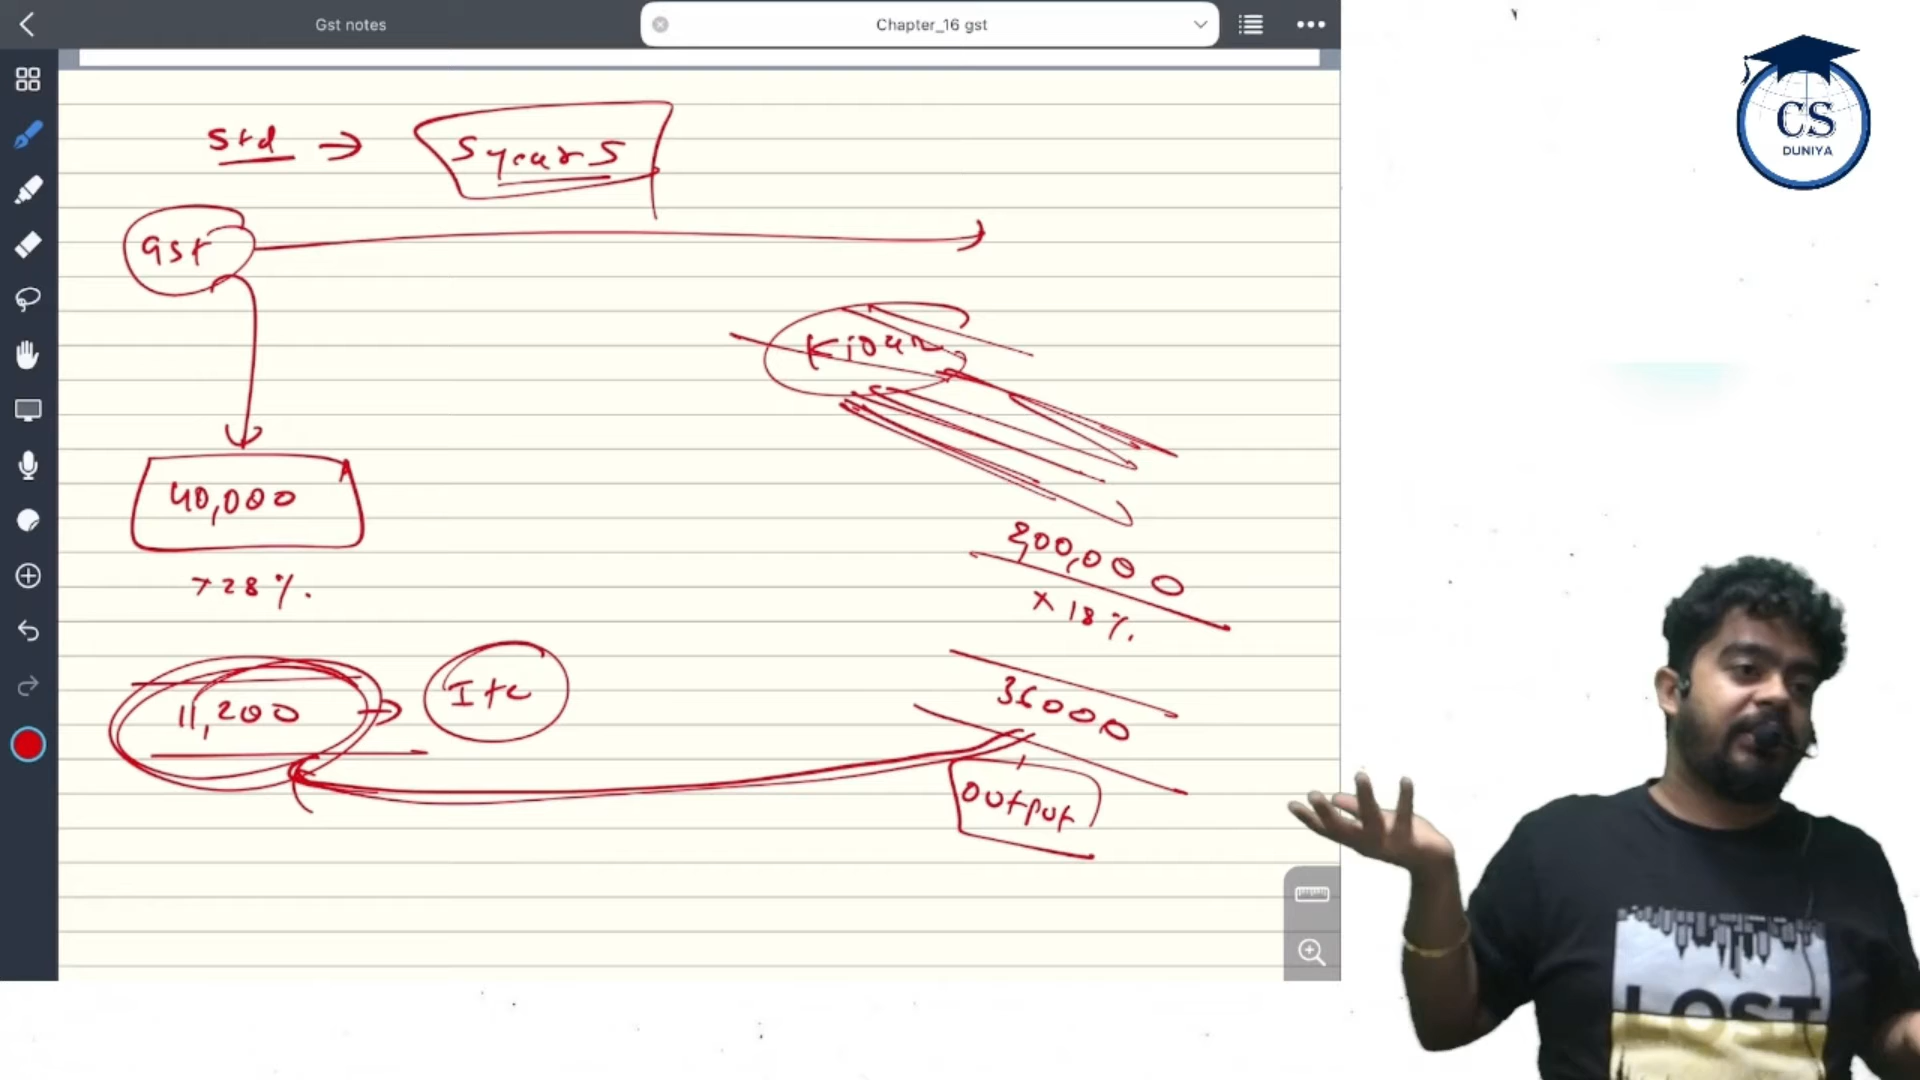 Gst notes
Chapter_16 gst
CS
DUNIYA
Std → 5 years
Gst
40,000
×28%.
200,000
×18%.
11,200 → Itc
36000
output
LOST